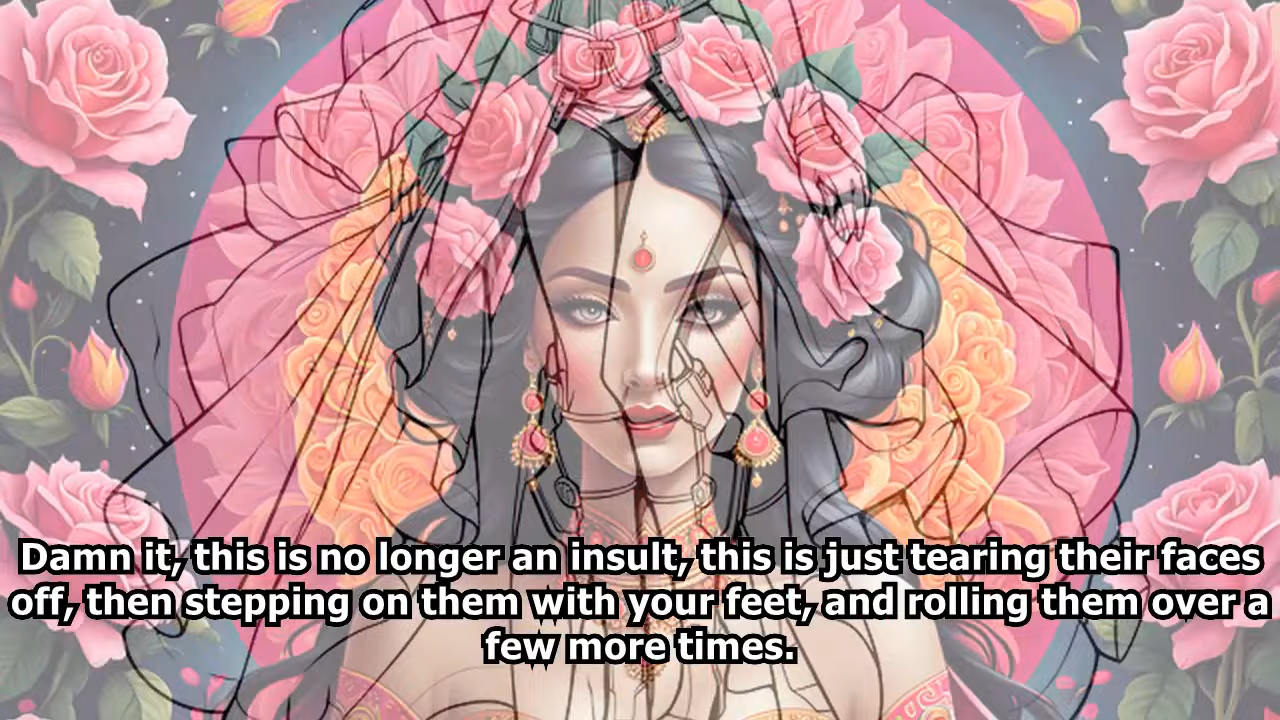 Damn it, this is no longer an insult, this is just tearing their faces
off, then stepping on them with your feet, and rolling them over a
few more times.